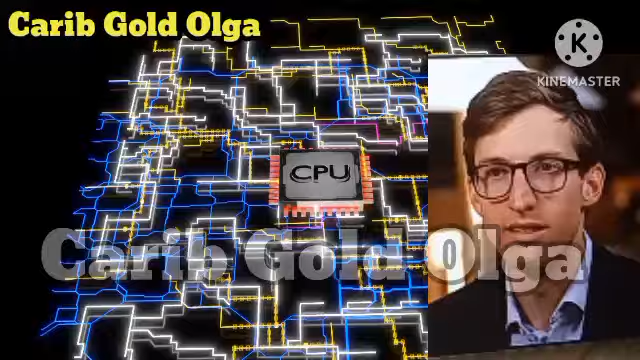 Carib Gold Olga
K
KINEMASTER
CPU
Carib Gold Olga